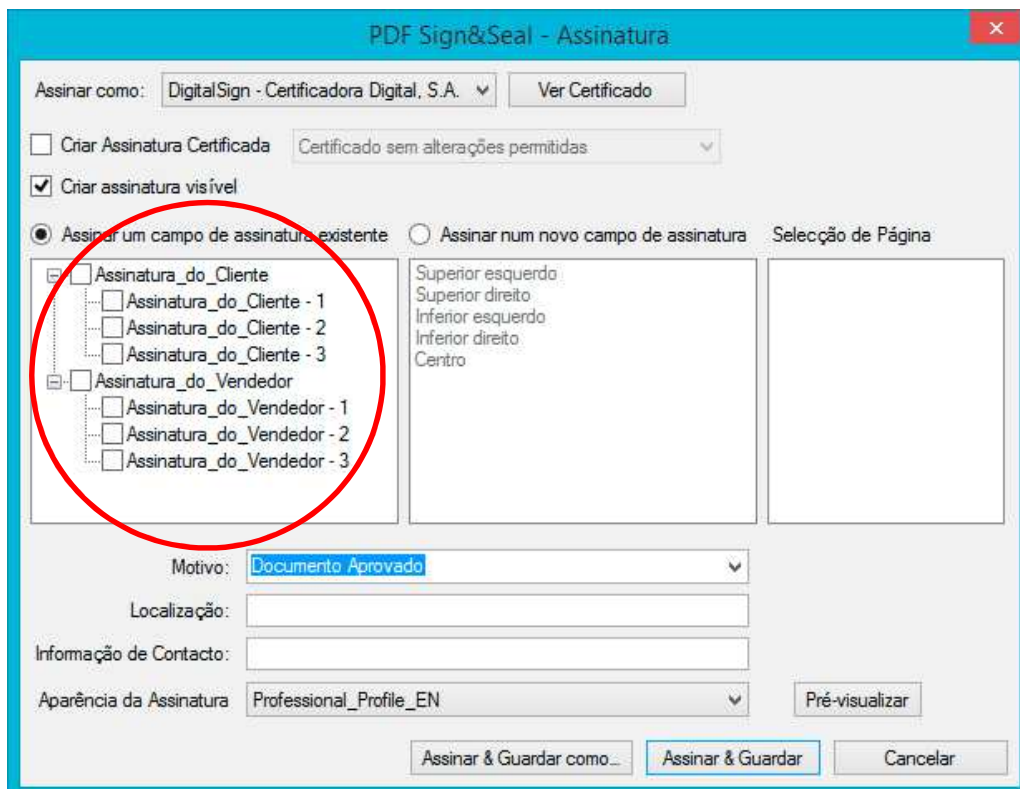 PDF Sign&Seal - Assinatura
Assinar como: DigitalSign - Certificadora Digital, S.A. Ver Certificado
Criar Assinatura Certificada Certificado sem alterações permitidas
Criar assinatura visível
Assinar um campo de assinatura existente Assinar num novo campo de assinatura Selecção de Página
Assinatura_do_Cliente
Assinatura_do_Cliente - 1
Assinatura_do_Cliente - 2
Assinatura_do_Cliente - 3
Assinatura_do_Vendedor
Assinatura_do_Vendedor - 1
Assinatura_do_Vendedor - 2
Assinatura_do_Vendedor - 3
Superior esquerdo
Superior direito
Inferior esquerdo
Inferior direito
Centro
Motivo: Documento Aprovado
Localização:
Informação de Contacto:
Aparência da Assinatura Professional_Profile_EN Pré-visualizar
Assinar & Guardar como... Assinar & Guardar Cancelar